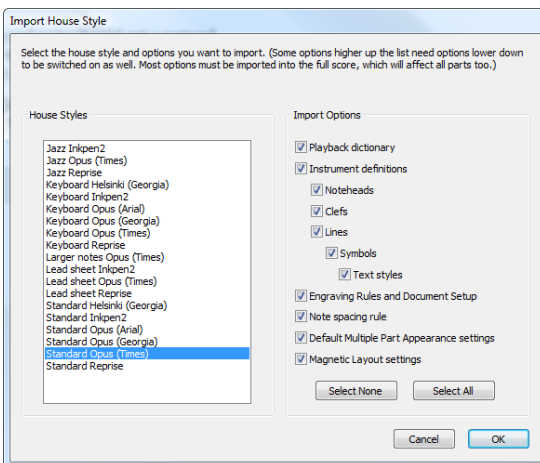 Import House Style
Select the house style and options you want to import. (Some options higher up the list need options lower down
to be switched on as well. Most options must be imported into the full score, which will affect all parts too.)
House Styles
Jazz Inkpen2
Jazz Opus (Times)
Jazz Reprise
Keyboard Helsinki (Georgia)
Keyboard Inkpen2
Keyboard Opus (Arial)
Keyboard Opus (Georgia)
Keyboard Opus (Times)
Keyboard Reprise
Larger notes Opus (Times)
Lead sheet Inkpen2
Lead sheet Opus (Times)
Lead sheet Reprise
Standard Helsinki (Georgia)
Standard Inkpen2
Standard Opus (Arial)
Standard Opus (Georgia)
Standard Opus (Times)
Standard Reprise
Import Options
Playback dictionary
Instrument definitions
Noteheads
Clefs
Lines
Symbols
Text styles
Engraving Rules and Document Setup
Note spacing rule
Default Multiple Part Appearance settings
Magnetic Layout settings
Select None
Select All
Cancel
OK